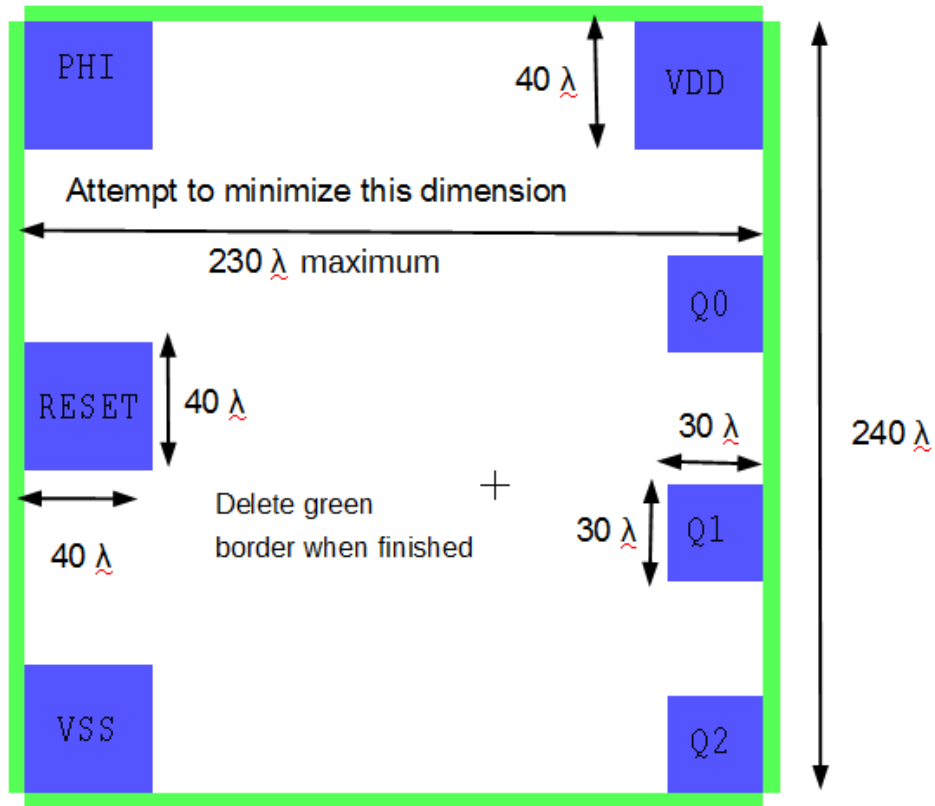 PHI
40 λ
VDD
Attempt to minimize this dimension
230 λ maximum
Q0
RESET
40 λ
30 λ
240 λ
Delete green
border when finished
30 λ
Q1
40 λ
VSS
Q2